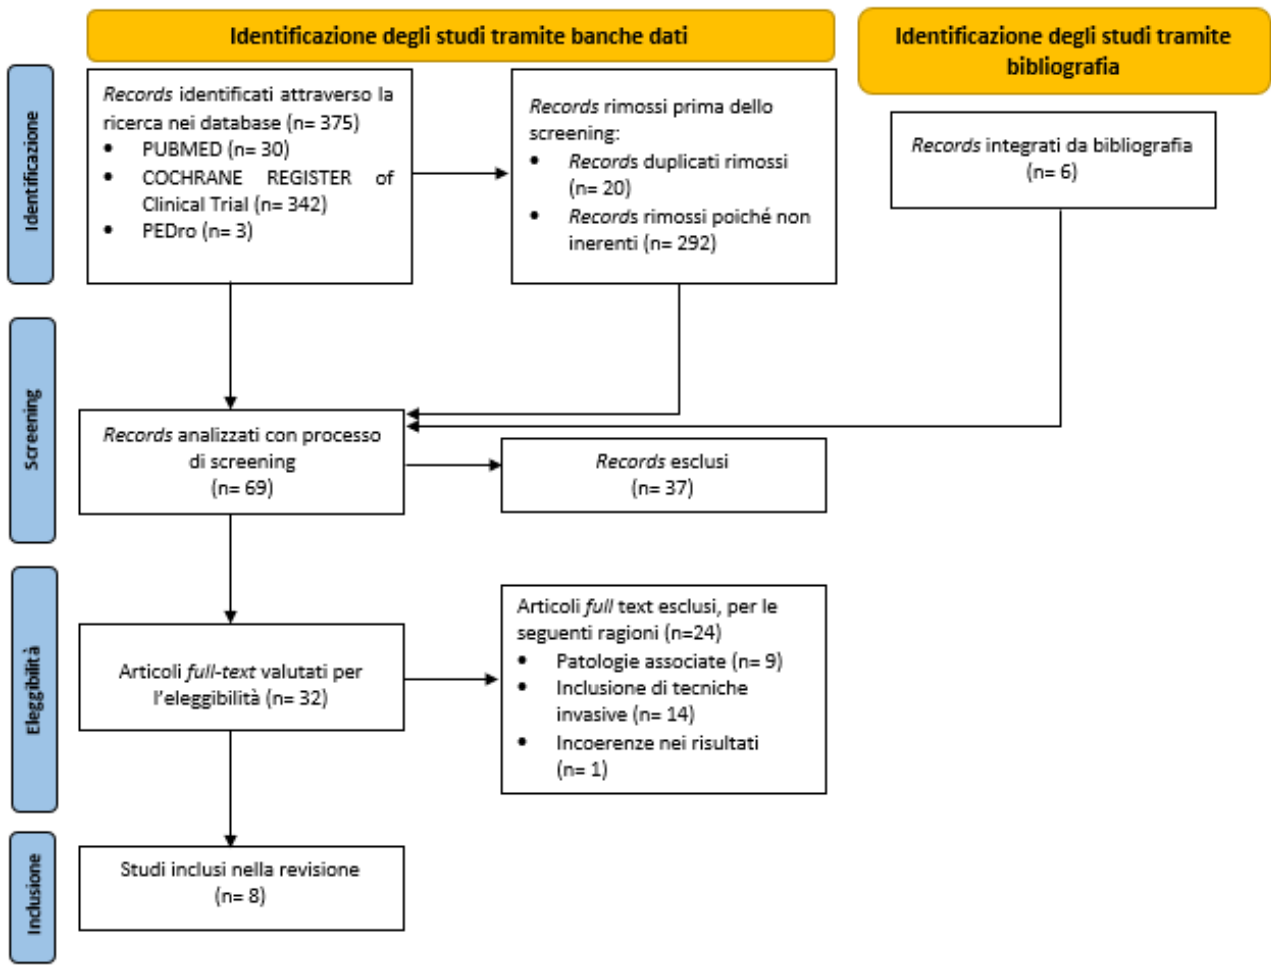 Identificazione degli studi tramite banche dati
Identificazione degli studi tramite
bibliografia
Identificazione
Records identificati attraverso la
ricerca nei database (n= 375)
• PUBMED (n= 30)
• COCHRANE REGISTER of
Clinical Trial (n= 342)
• PEDro (n= 3)
Records rimossi prima dello
screening:
• Records duplicati rimossi
(n= 20)
• Records rimossi poiché non
inerenti (n= 292)
Records integrati da bibliografia
(n= 6)
Screening
Records analizzati con processo
di screening
(n= 69)
Records esclusi
(n= 37)
Eleggibilità
Articoli full-text valutati per
l'eleggibilità (n= 32)
Articoli full text esclusi, per le
seguenti ragioni (n=24)
• Patologie associate (n= 9)
• Inclusione di tecniche
invasive (n= 14)
• Incoerenze nei risultati
(n= 1)
Inclusione
Studi inclusi nella revisione
(n= 8)